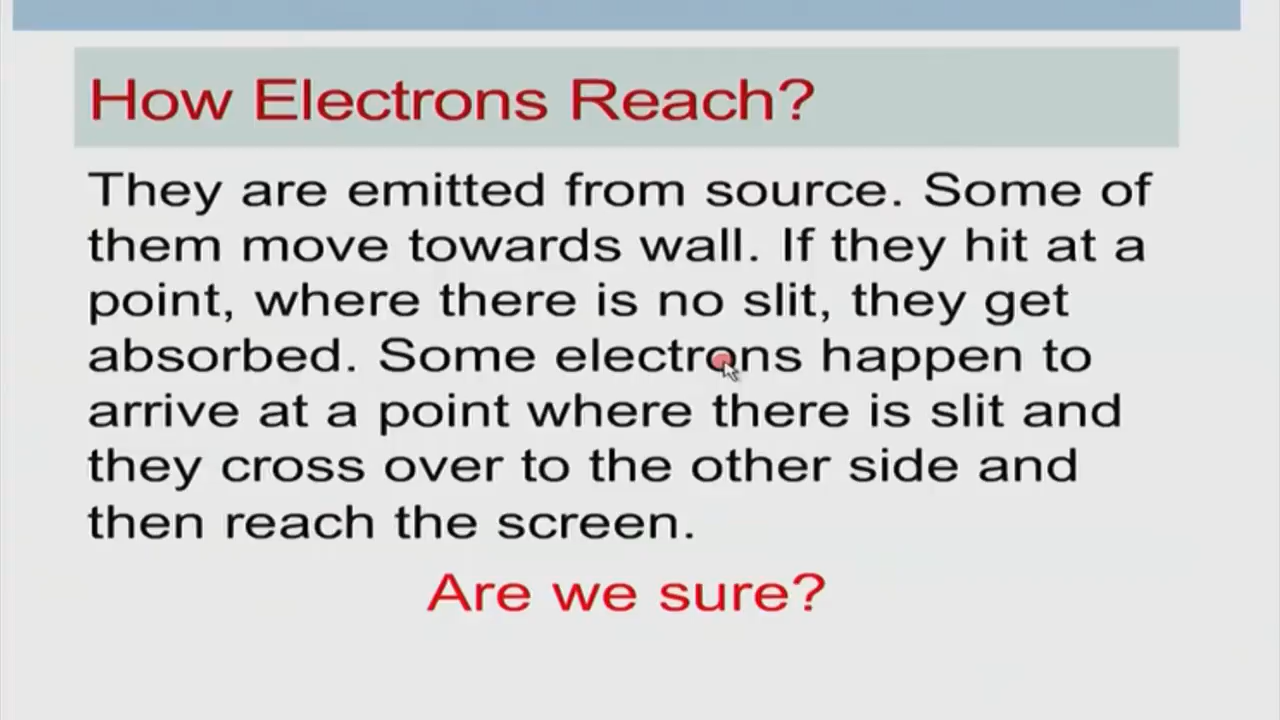 How Electrons Reach?
They are emitted from source. Some of
them move towards wall. If they hit at a
point, where there is no slit, they get
absorbed. Some electrons happen to
arrive at a point where there is slit and
they cross over to the other side and
then reach the screen.
Are we sure?